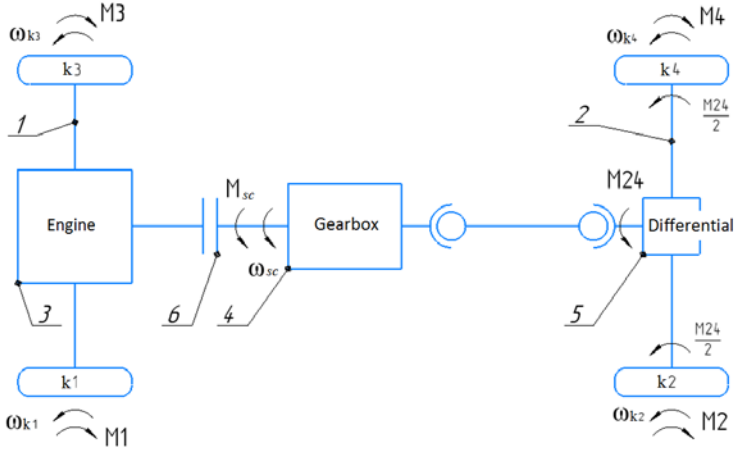 M3 M4
ωk3 ωk4
k3 k4
1 2 M24/2
Msc M24
Engine Gearbox Differential
ωsc
3 6 4 5
M24/2
k1 k2
ωk1 M1 ωk2 M2